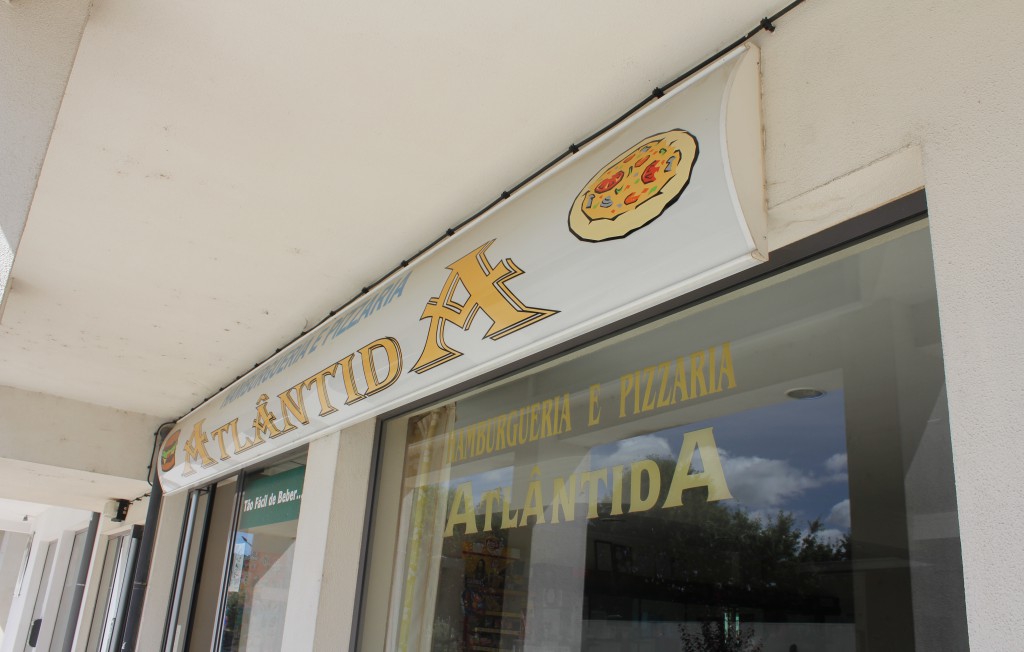 HAMBURGUERIA E PIZZARIA
ATLÂNTIDA
HAMBURGUERIA E PIZZARIA
ATLÂNTIDA
Tão Fácil de Beber...